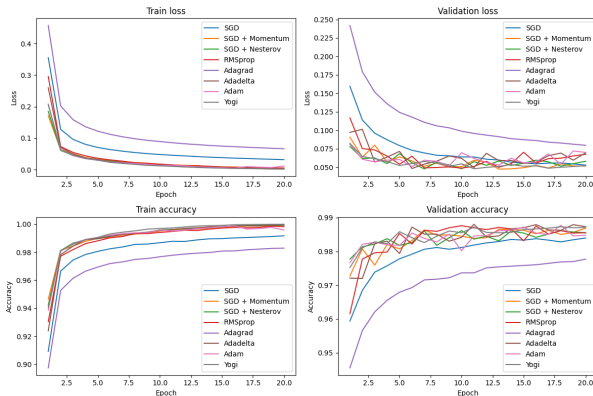 Train loss
Loss
0.4
0.3
0.2
0.1
0.0
SGD
SGD + Momentum
SGD + Nesterov
RMSprop
Adagrad
Adadelta
Adam
Yogi
2.5 5.0 7.5 10.0 12.5 15.0 17.5 20.0
Epoch
Validation loss
Loss
0.250
0.225
0.200
0.175
0.150
0.125
0.100
0.075
0.050
SGD
SGD + Momentum
SGD + Nesterov
RMSprop
Adagrad
Adadelta
Adam
Yogi
2.5 5.0 7.5 10.0 12.5 15.0 17.5 20.0
Epoch
Train accuracy
Accuracy
1.00
0.98
0.96
0.94
0.92
0.90
SGD
SGD + Momentum
SGD + Nesterov
RMSprop
Adagrad
Adadelta
Adam
Yogi
2.5 5.0 7.5 10.0 12.5 15.0 17.5 20.0
Epoch
Validation accuracy
Accuracy
0.99
0.98
0.97
0.96
0.95
SGD
SGD + Momentum
SGD + Nesterov
RMSprop
Adagrad
Adadelta
Adam
Yogi
2.5 5.0 7.5 10.0 12.5 15.0 17.5 20.0
Epoch